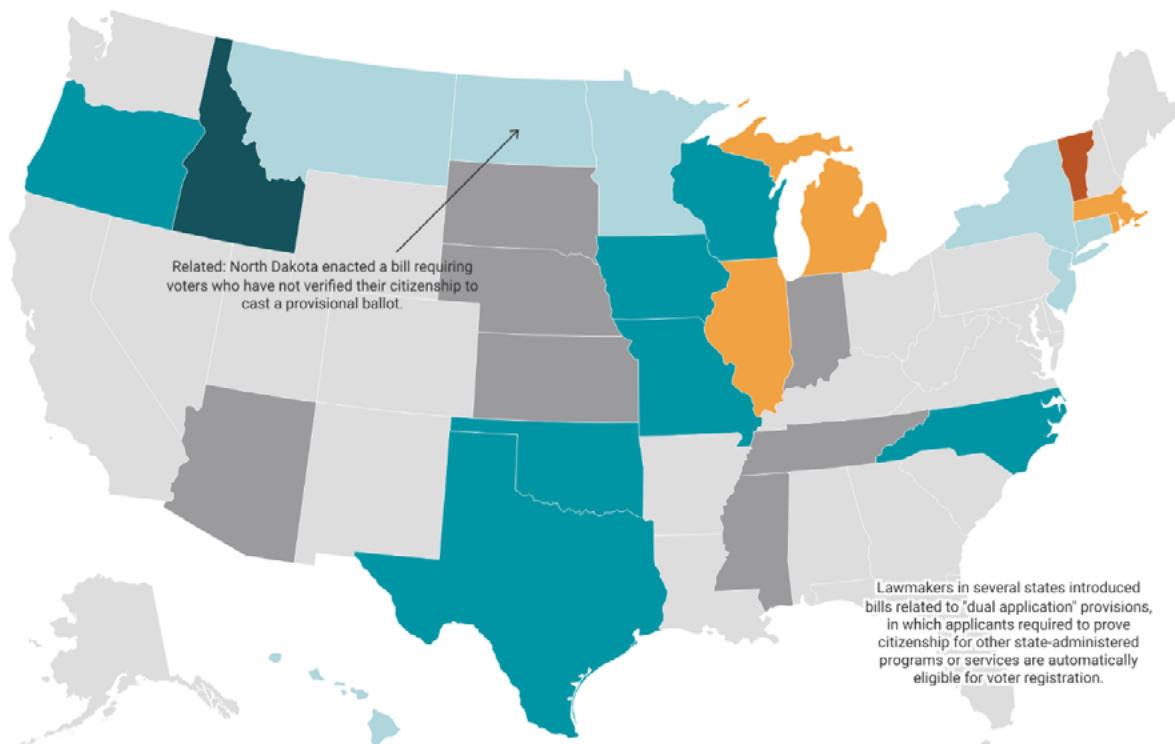 Related: North Dakota enacted a bill requiring
voters who have not verified their citizenship to
cast a provisional ballot.
Lawmakers in several states introduced
bills related to "dual application" provisions,
in which applicants required to prove
citizenship for other state-administered
programs or services are automatically
eligible for voter registration.